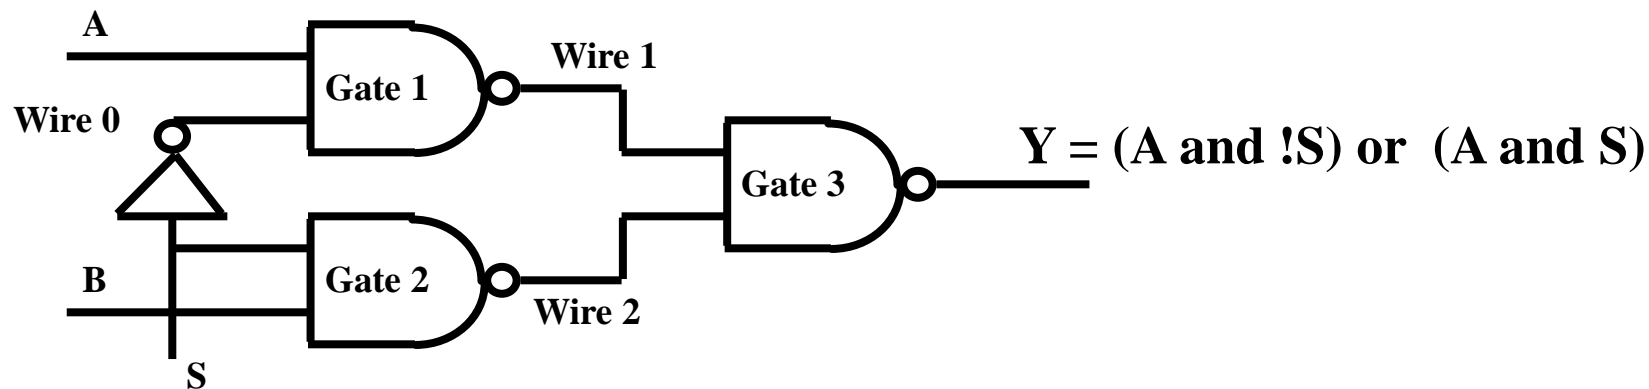 A
Wire 1
Gate 1
Wire 0
Y = (A and !S) or (A and S)
Gate 3
B
Gate 2
Wire 2
S